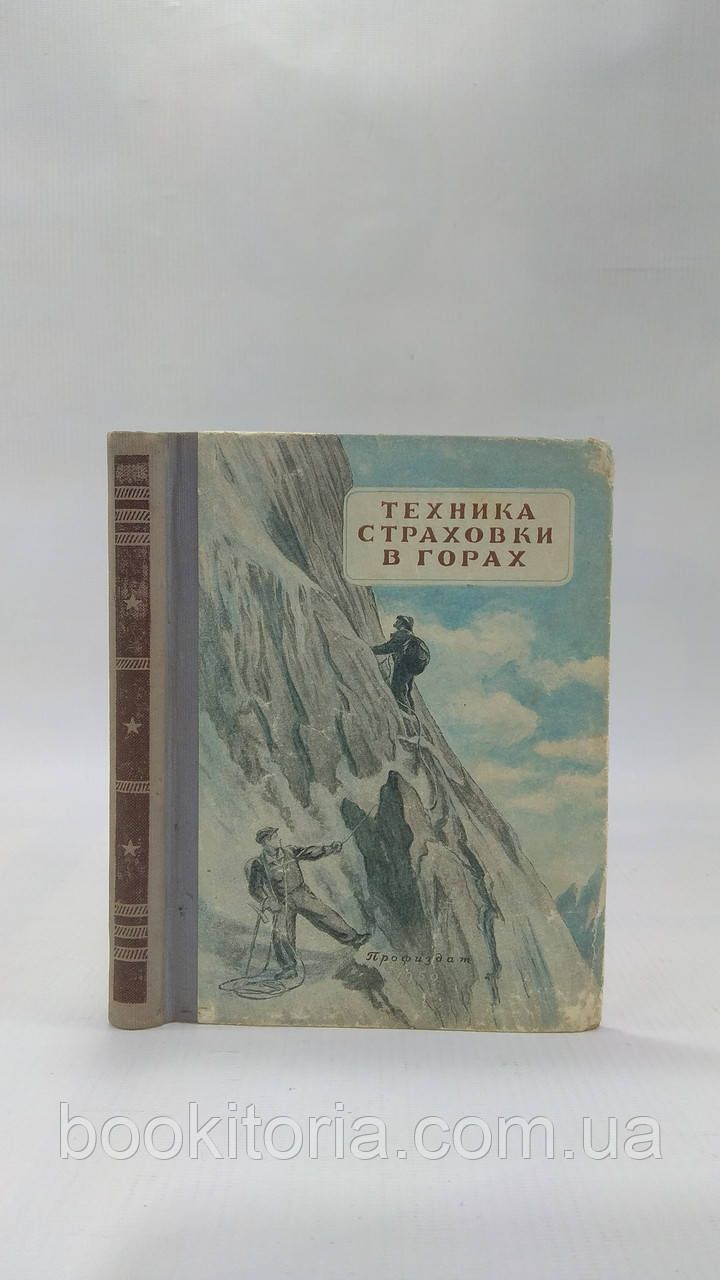 ТЕХНИКА
СТРАХОВКИ
В ГОРАХ
Профиздат
bookitoria.com.ua